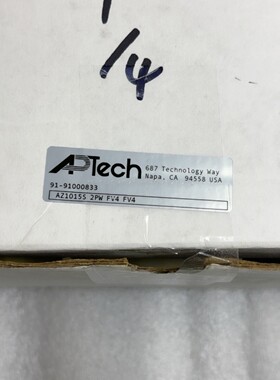 1/4
APTech
687 Technology Way
Napa, CA 94558 USA
91-91000833
AZ1015S 2PW FV4 FV4